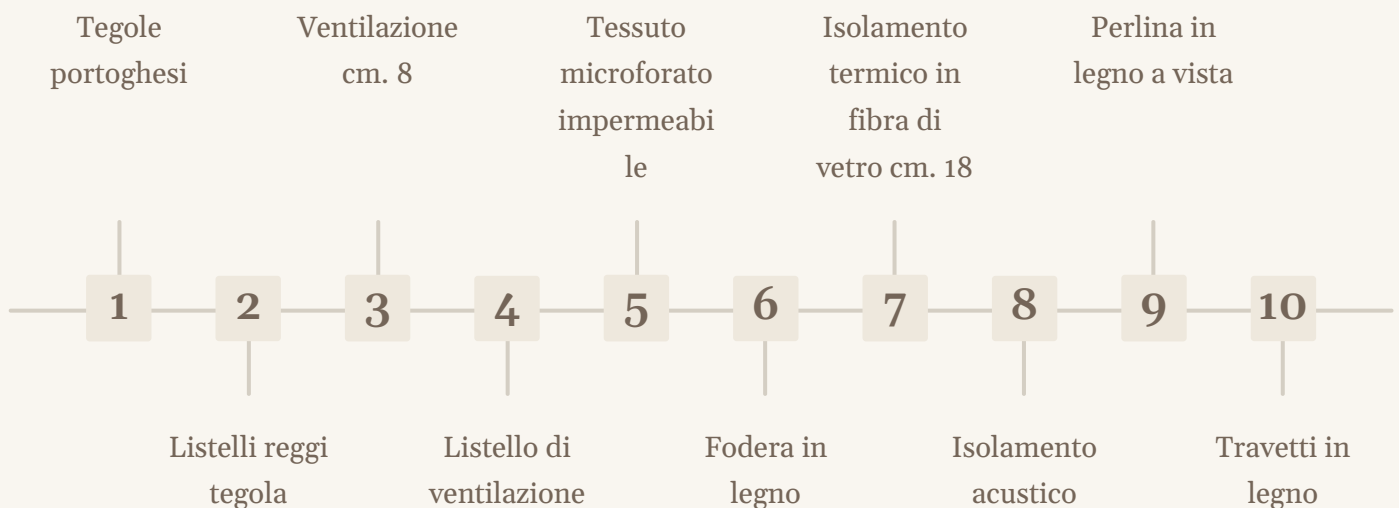 Tegole
portoghesi
Ventilazione
cm. 8
Tessuto
microforato
impermeabi
le
Isolamento
termico in
fibra di
vetro cm. 18
Perlina in
legno a vista
1
2
3
4
5
6
7
8
9
10
Listelli reggi
tegola
Listello di
ventilazione
Fodera in
legno
Isolamento
acustico
Travetti in
legno